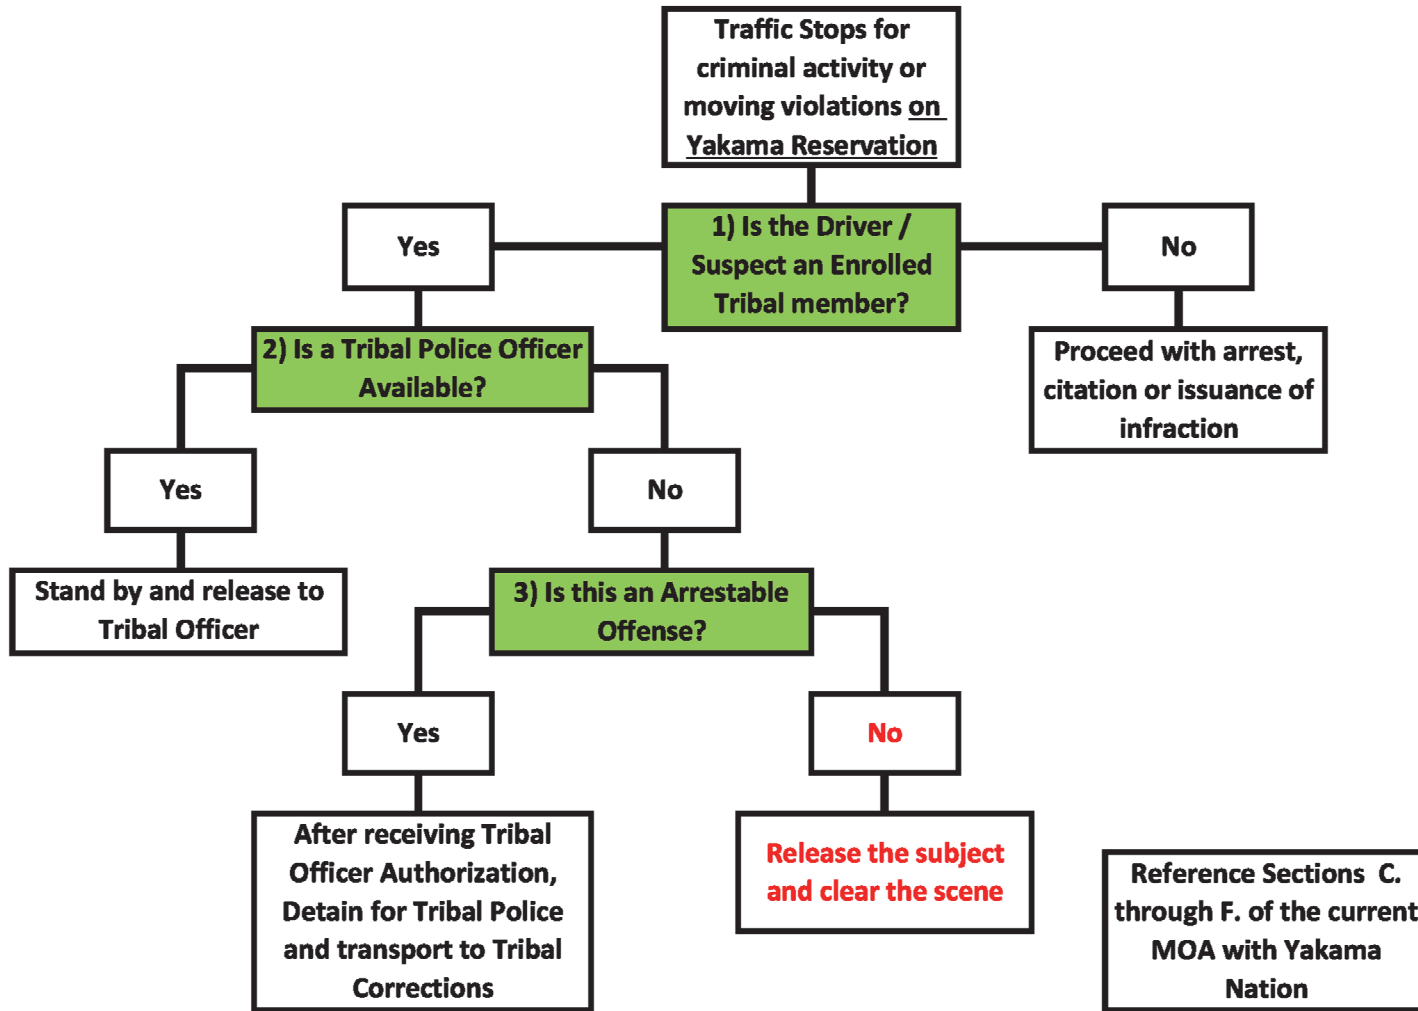 Traffic Stops for
criminal activity or
moving violations on
Yakama Reservation
Yes
1) Is the Driver /
Suspect an Enrolled
Tribal member?
No
2) Is a Tribal Police Officer
Available?
Proceed with arrest,
citation or issuance of
infraction
Yes
No
Stand by and release to
Tribal Officer
3) Is this an Arrestable
Offense?
Yes
No
After receiving Tribal
Officer Authorization,
Detain for Tribal Police
and transport to Tribal
Corrections
Release the subject
and clear the scene
Reference Sections C.
through F. of the current
MOA with Yakama
Nation